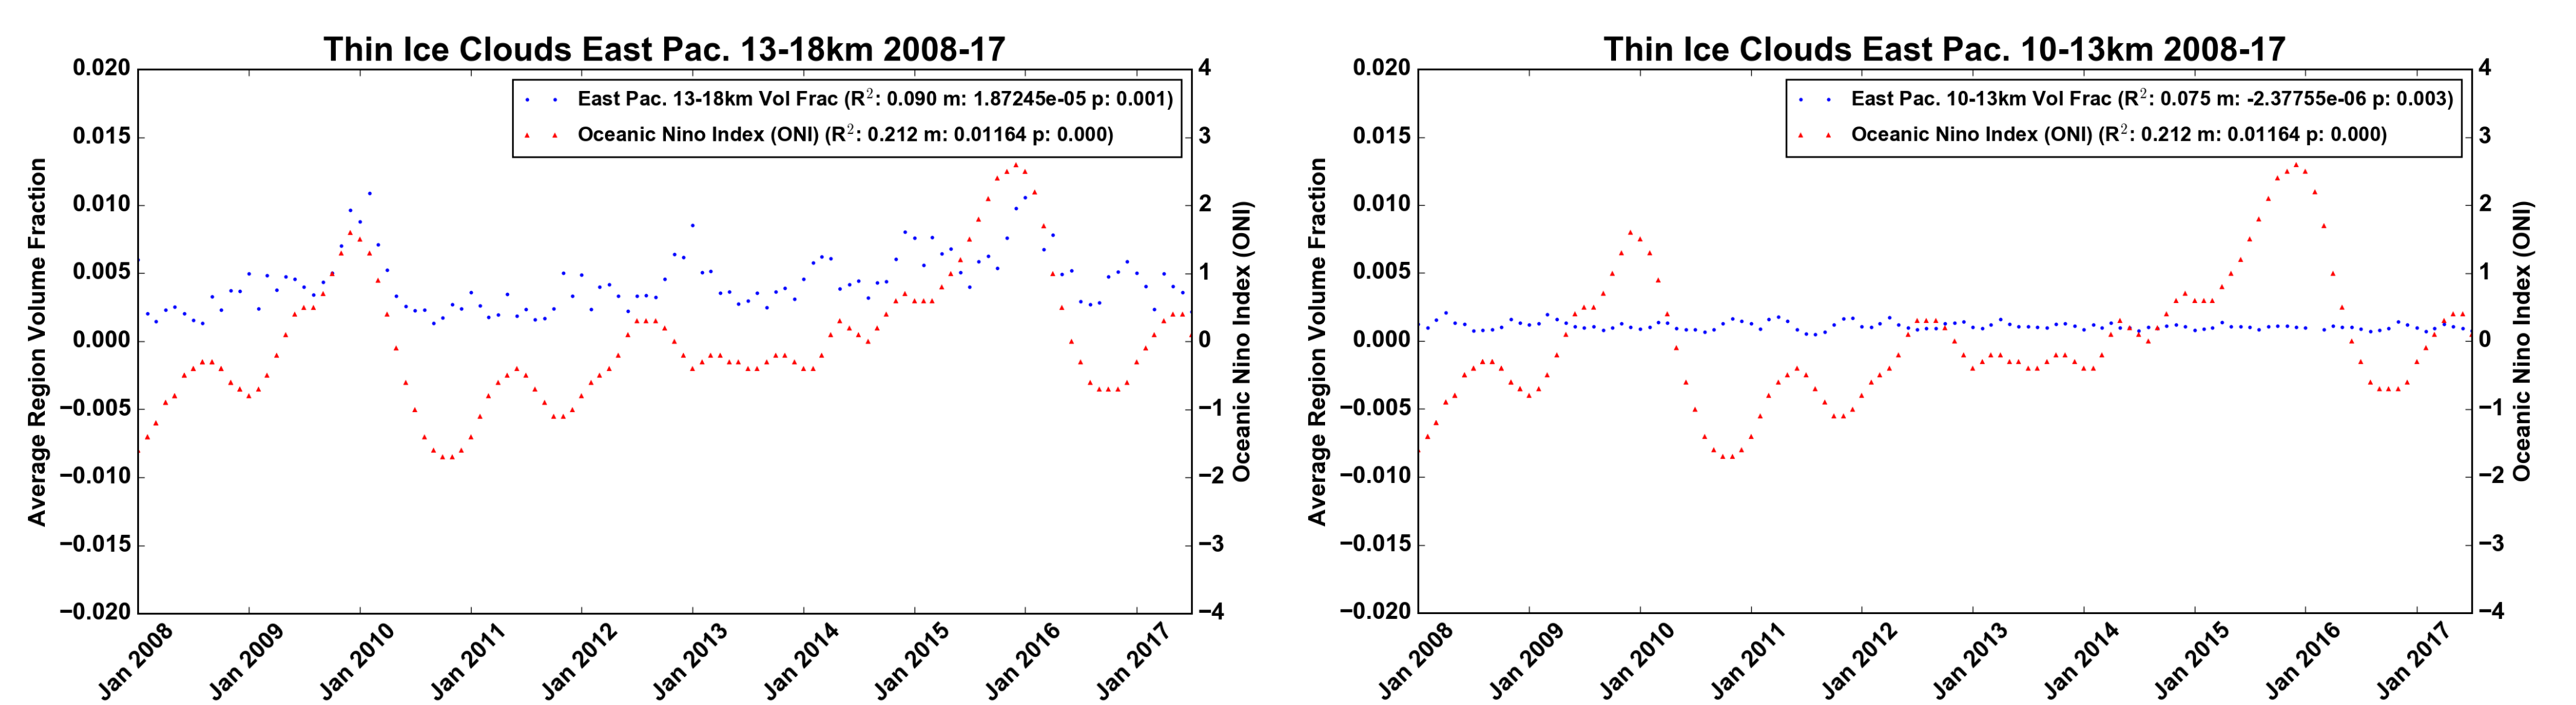 Thin Ice Clouds East Pac. 13-18km 2008-17
East Pac. 13-18km Vol Frac (R²: 0.090 m: 1.87245e-05 p: 0.001)
Oceanic Nino Index (ONI) (R²: 0.212 m: 0.01164 p: 0.000)
Average Region Volume Fraction
0.020
0.015
0.010
0.005
0.000
−0.005
−0.010
−0.015
−0.020
4
3
2
1
0
−1
−2
−3
−4
Oceanic Nino Index (ONI)
Jan 2008
Jan 2009
Jan 2010
Jan 2011
Jan 2012
Jan 2013
Jan 2014
Jan 2015
Jan 2016
Jan 2017
Thin Ice Clouds East Pac. 10-13km 2008-17
East Pac. 10-13km Vol Frac (R²: 0.075 m: -2.37755e-06 p: 0.003)
Oceanic Nino Index (ONI) (R²: 0.212 m: 0.01164 p: 0.000)
Average Region Volume Fraction
0.020
0.015
0.010
0.005
0.000
−0.005
−0.010
−0.015
−0.020
4
3
2
1
0
−1
−2
−3
−4
Oceanic Nino Index (ONI)
Jan 2008
Jan 2009
Jan 2010
Jan 2011
Jan 2012
Jan 2013
Jan 2014
Jan 2015
Jan 2016
Jan 2017